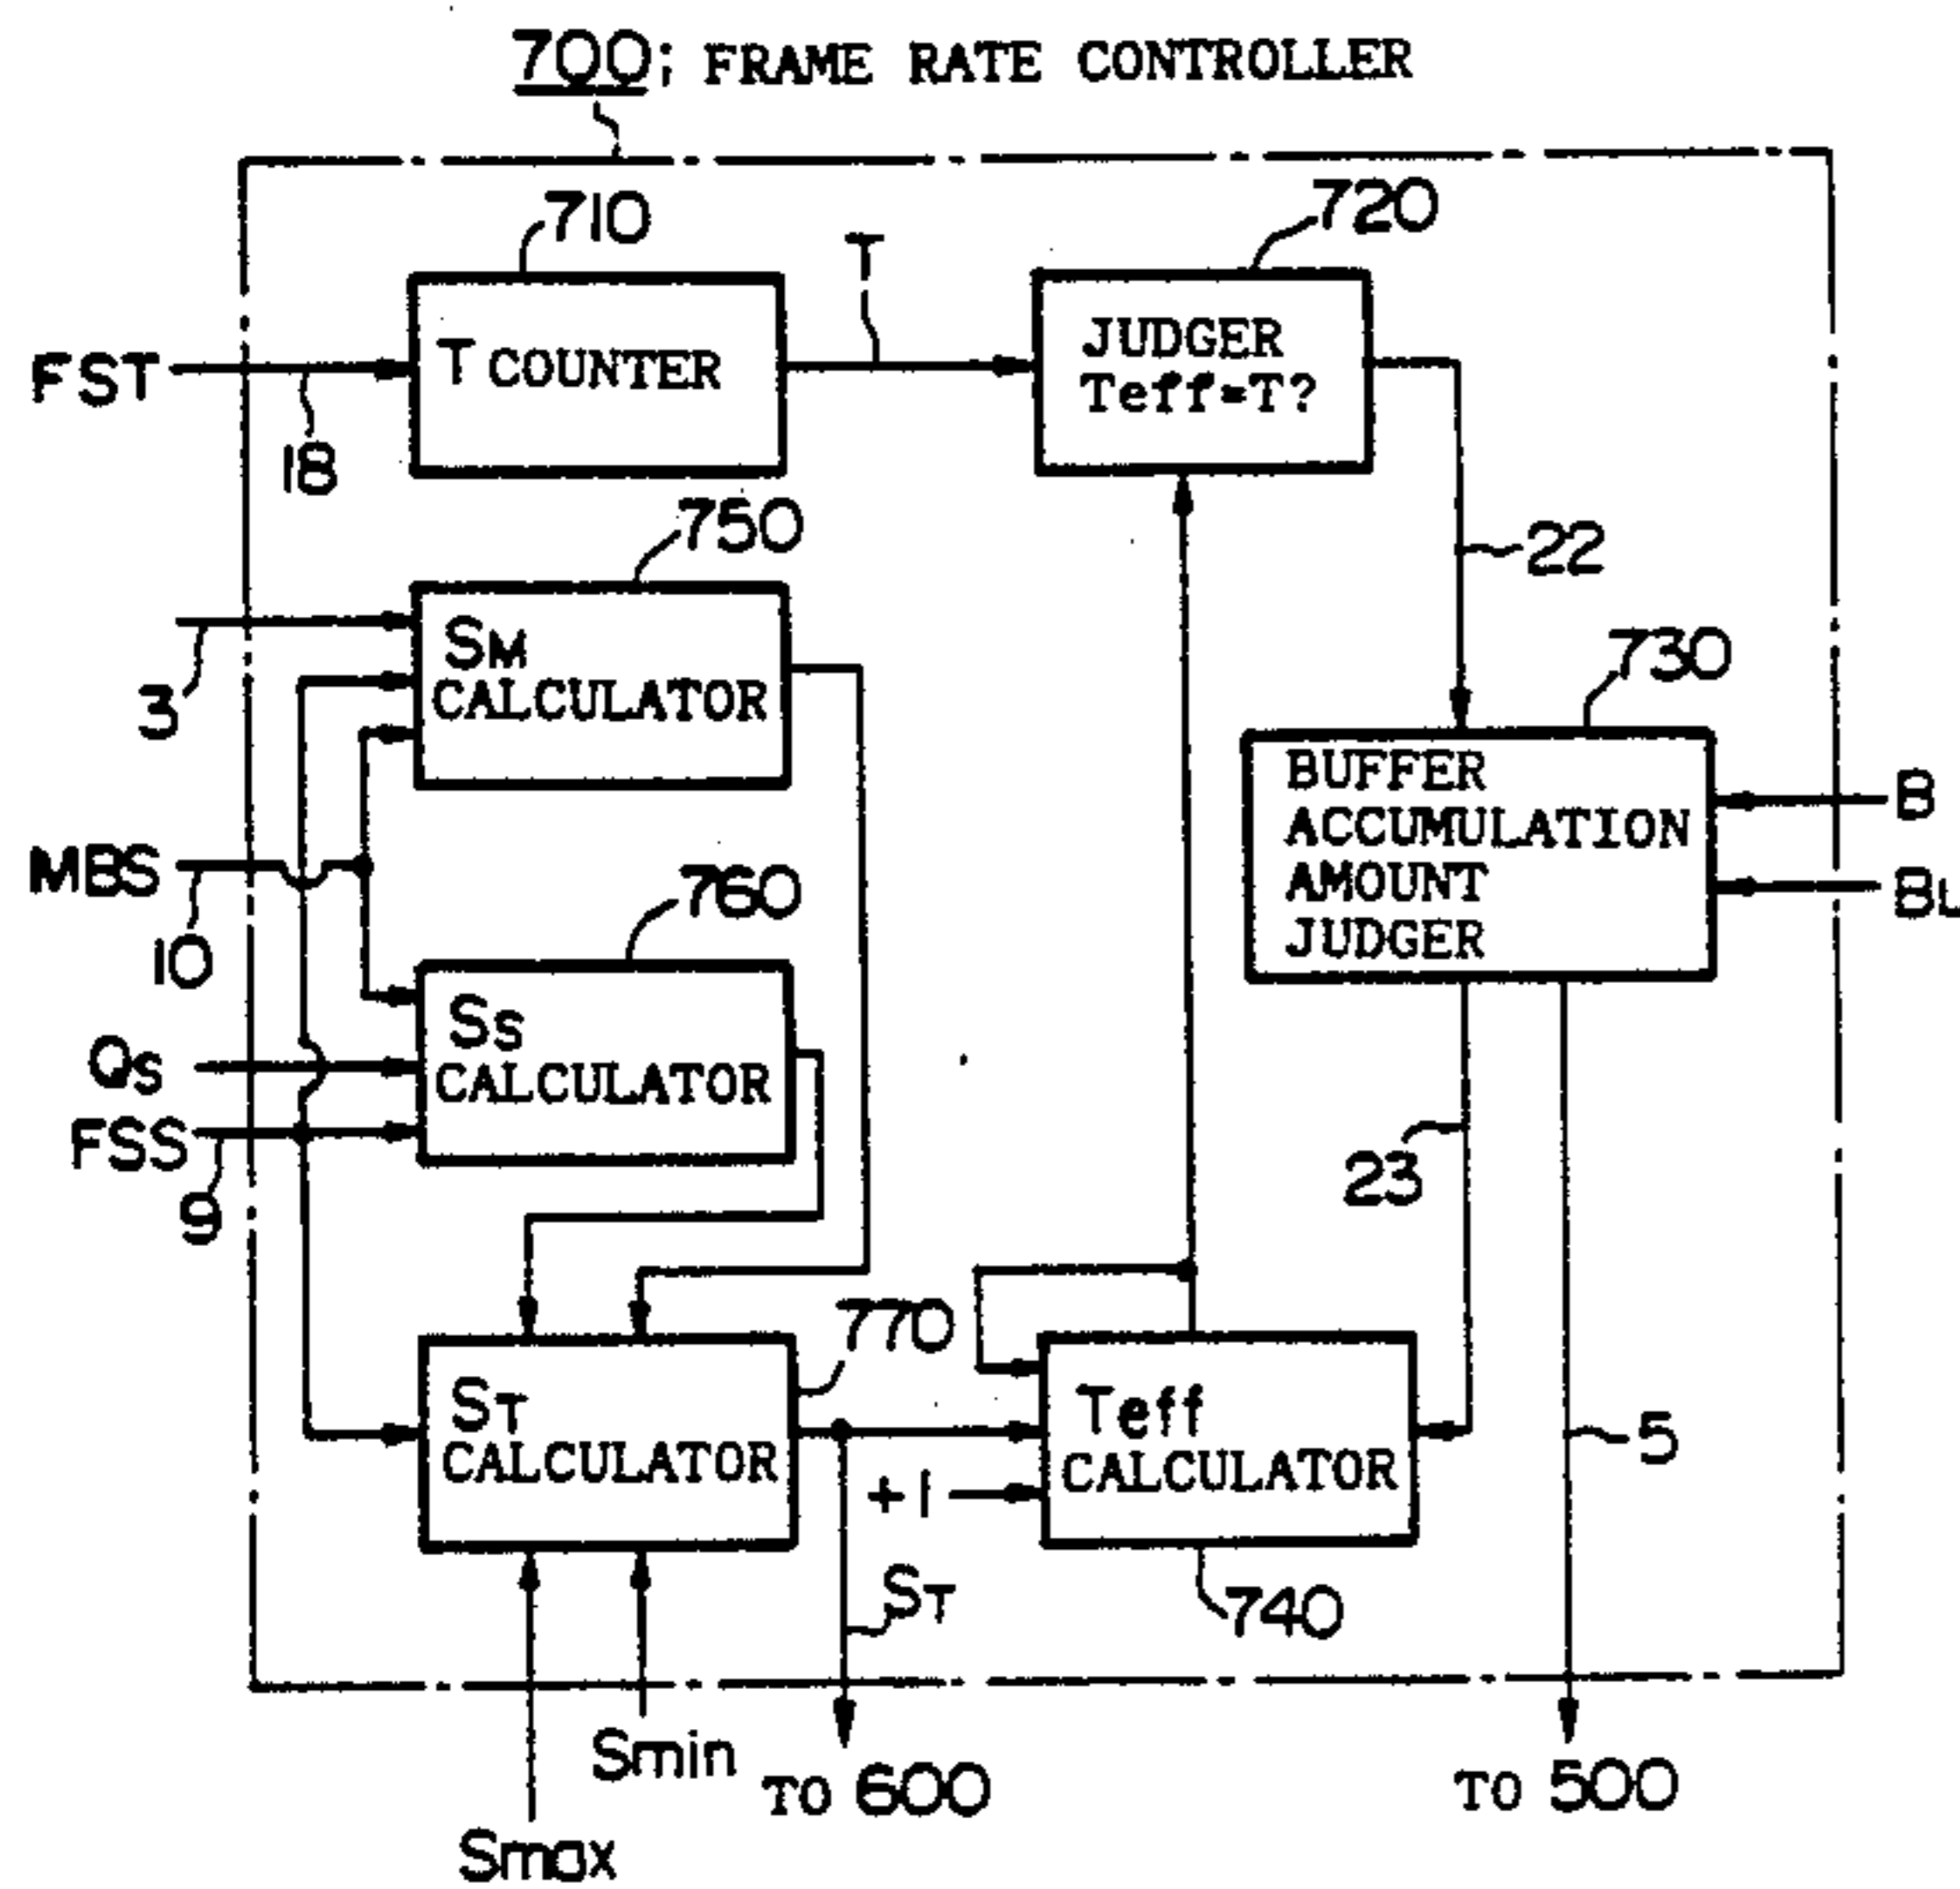 700; FRAME RATE CONTROLLER
710
T
720
FST
T COUNTER
JUDGER
Teff=T?
18
750
22
3
SM
CALCULATOR
730
BUFFER
ACCUMULATION
AMOUNT
JUDGER
B
BL
MBS
10
760
SS
CALCULATOR
QS
FSS
9
23
770
ST
CALCULATOR
Teff
CALCULATOR
+1
5
ST
740
Smin
TO 600
TO 500
Smax